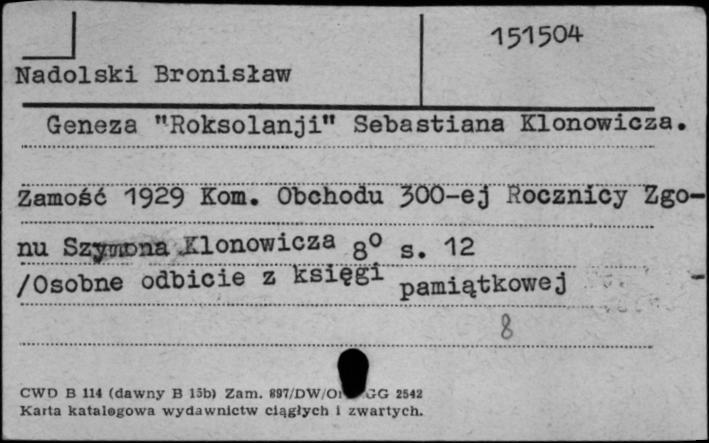 151504
Nadolski Bronisław
Geneza "Roksolanji" Sebastiana Klonowicza.
Zamość 1929 Kom. Obchodu 300-ej Rocznicy Zgo-
nu Szymona Klonowicza 8⁰ s. 12
/Osobne odbicie z księgi pamiątkowej
8
CWD B 114 (dawny B 15b) Zam. 897/DW/O GG 2542
Karta katalogowa wydawnictw ciągłych i zwartych.